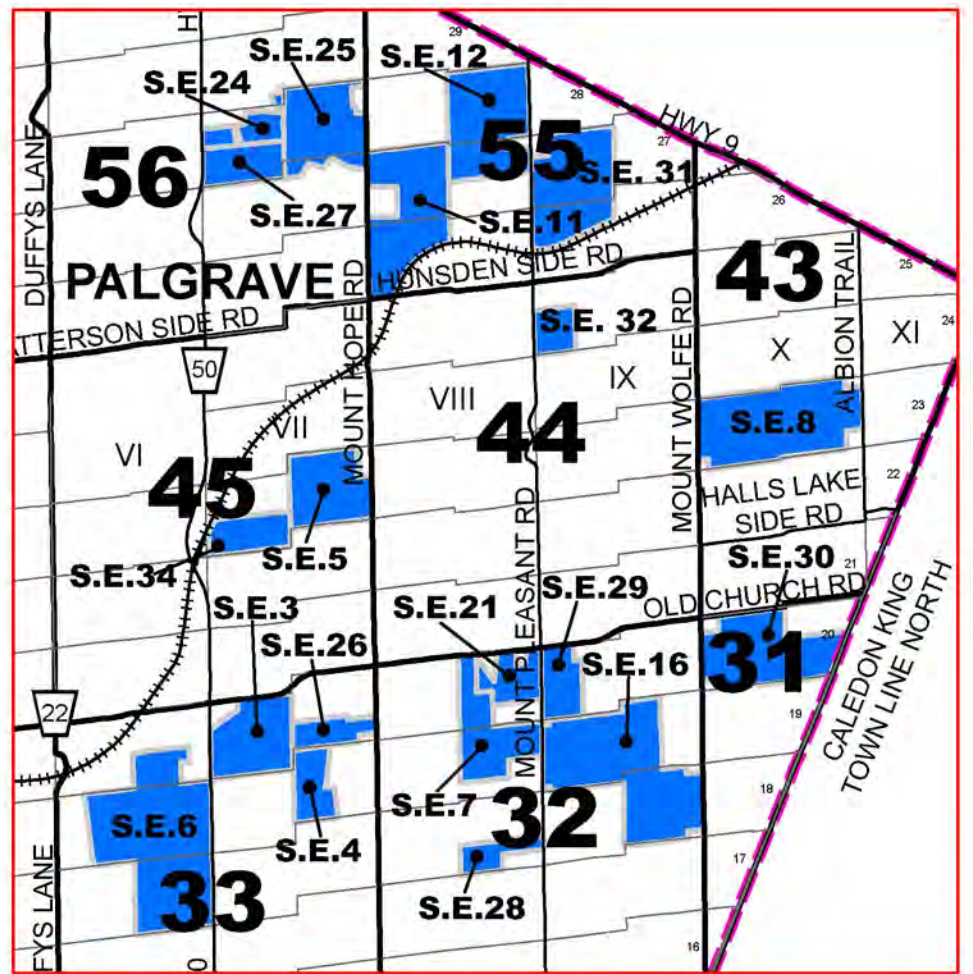 H
29
S.E.25
S.E.12
S.E.24
28
HWY 9
27
55
56
S.E. 31
26
DUFFYS LANE
S.E.27
S.E.11
43
25
PALGRAVE
HUNSDEN SIDE RD
MOUNT HOPE RD
ALBION TRAIL
ATTERSON SIDE RD
S.E. 32
24
XI
X
50
IX
VIII
MOUNT WOLFE RD
23
S.E.8
VII
44
VI
45
22
HALLS LAKE
SIDE RD
S.E.5
S.E.30
S.E.34
MOUNT PLEASANT RD
S.E.29
21
S.E.3
S.E.21
OLD CHURCH RD
S.E.26
S.E.16
31
20
CALEDON KING
TOWN LINE NORTH
22
19
S.E.7
18
S.E.6
32
S.E.4
17
FYS LANE
33
S.E.28
16
0